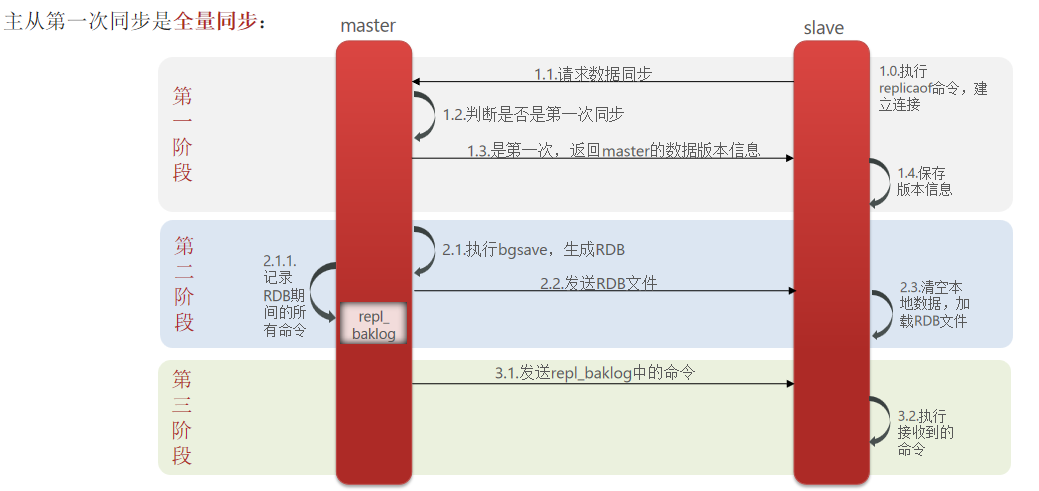 主从第一次同步是全量同步：
master
slave
第
一
阶
段
1.1.请求数据同步
1.0.执行
replicaof命令，建
立连接
1.2.判断是否是第一次同步
1.3.是第一次，返回master的数据版本信息
1.4.保存
版本信息
第
二
阶
段
2.1.执行bgsave，生成RDB
2.1.1.
记录
RDB期
间的所
有命令
repl_
baklog
2.2.发送RDB文件
2.3.清空本
地数据，加
载RDB文件
第
三
阶
段
3.1.发送repl_baklog中的命令
3.2.执行
接收到的
命令